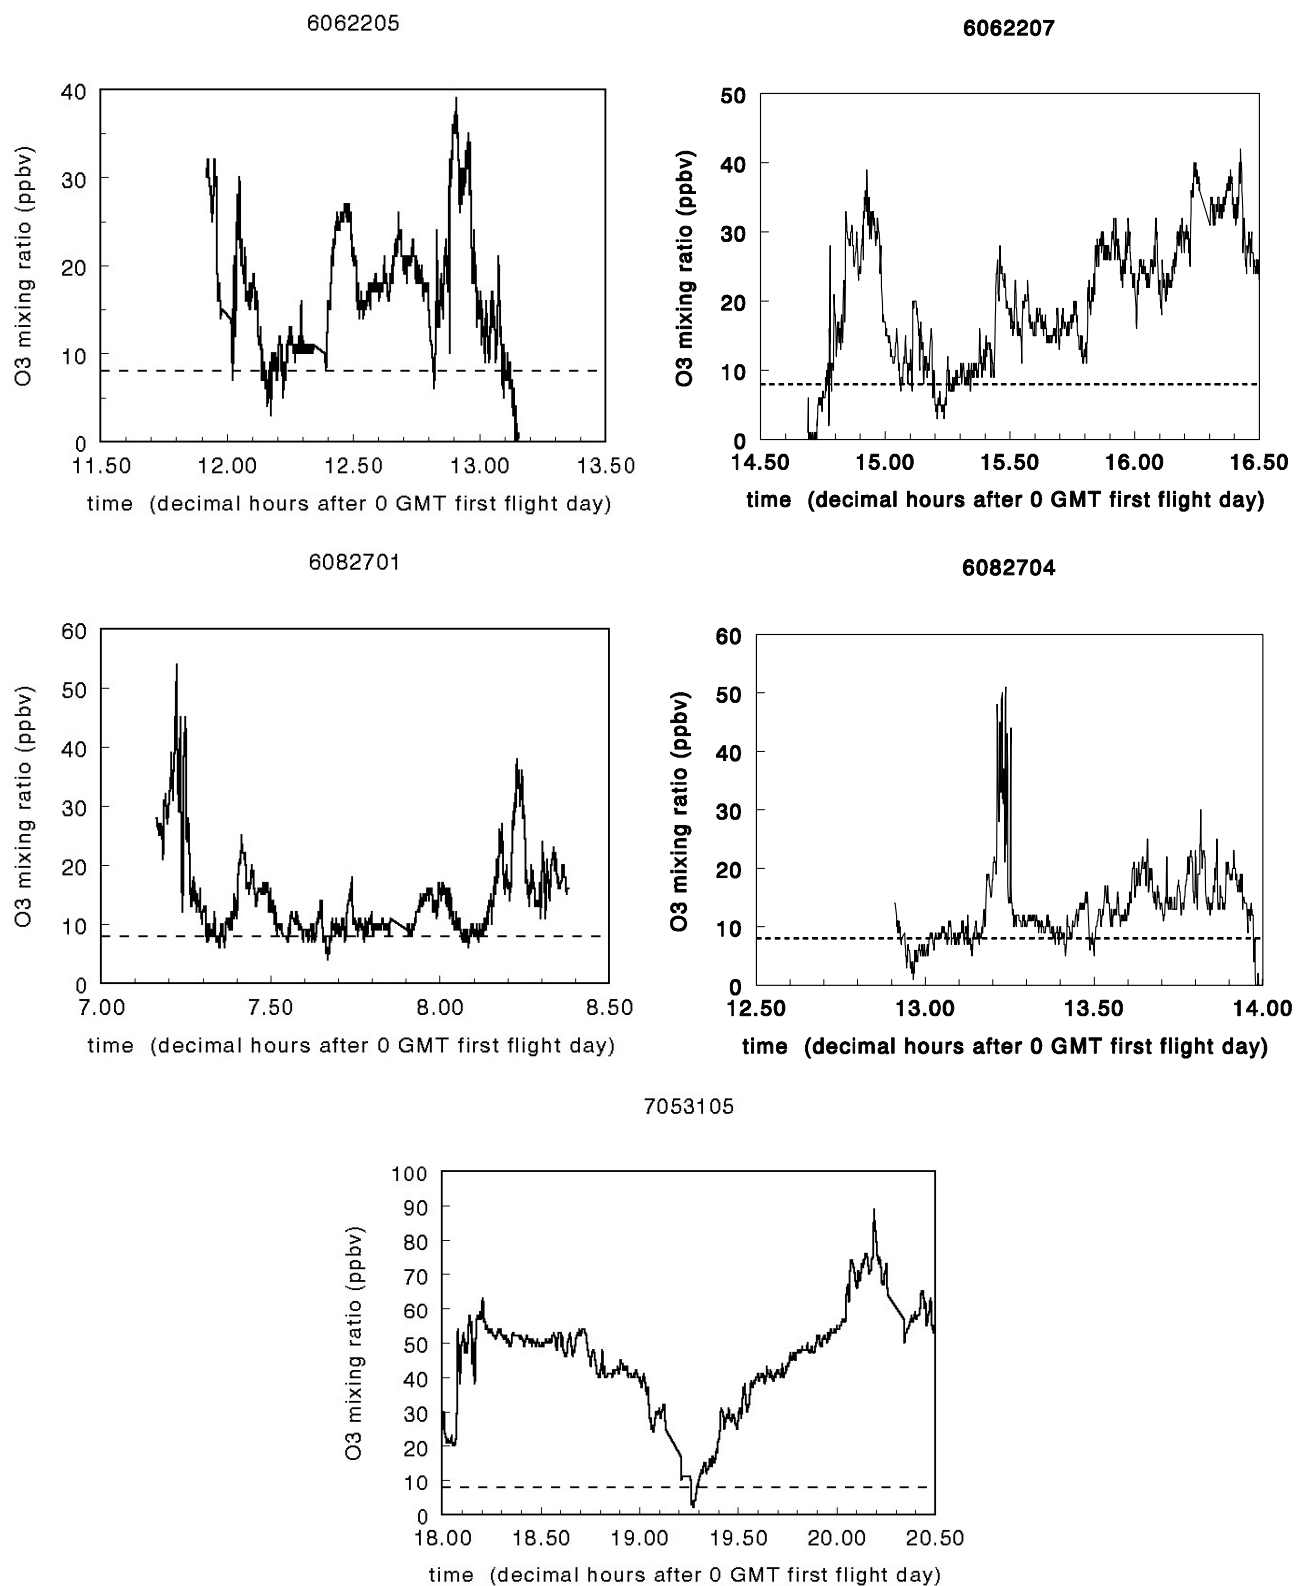 6062205
6062207
O3 mixing ratio (ppbv)
40
30
20
10
0
11.50 12.00 12.50 13.00 13.50
time (decimal hours after 0 GMT first flight day)
O3 mixing ratio (ppbv)
50
40
30
20
10
0
14.50 15.00 15.50 16.00 16.50
time (decimal hours after 0 GMT first flight day)
6082701
6082704
O3 mixing ratio (ppbv)
60
50
40
30
20
10
0
7.00 7.50 8.00 8.50
time (decimal hours after 0 GMT first flight day)
O3 mixing ratio (ppbv)
60
50
40
30
20
10
0
12.50 13.00 13.50 14.00
time (decimal hours after 0 GMT first flight day)
7053105
O3 mixing ratio (ppbv)
100
90
80
70
60
50
40
30
20
10
0
18.00 18.50 19.00 19.50 20.00 20.50
time (decimal hours after 0 GMT first flight day)